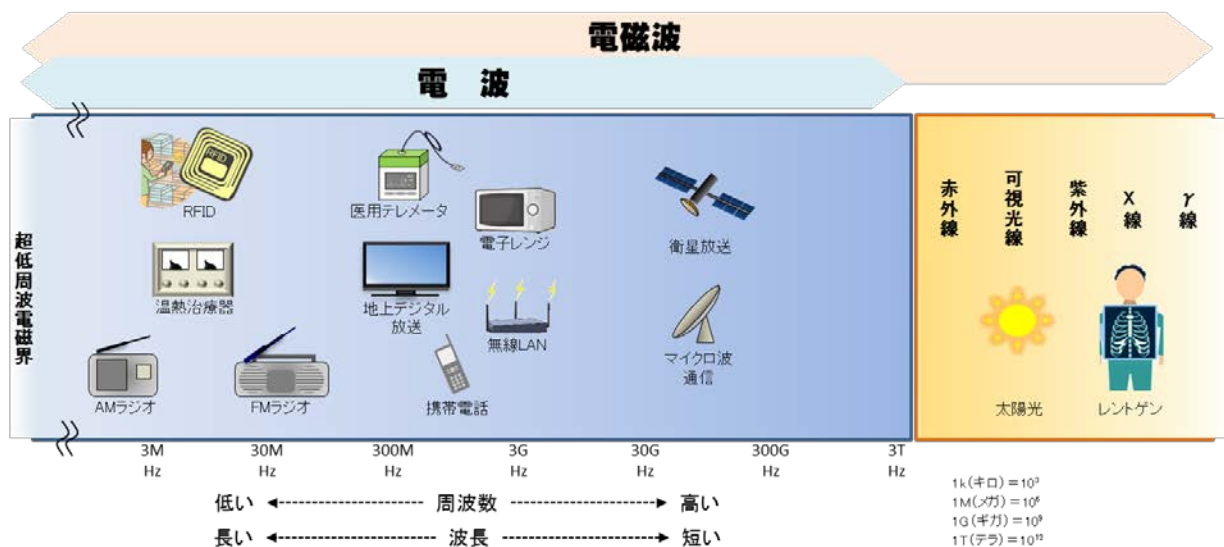 電磁波
電 波
RFID
RFID
医用テレメータ
電子レンジ
衛星放送
赤外線
可視光線
紫外線
X線
γ線
超低周波電磁界
温熱治療器
地上デジタル
放送
無線LAN
マイクロ波
通信
AMラジオ
FMラジオ
携帯電話
太陽光
レントゲン
3M
Hz
30M
Hz
300M
Hz
3G
Hz
30G
Hz
300G
Hz
3T
Hz
低い 周波数 高い
長い 波長 短い
1k(キロ)=10³
1M(メガ)=10⁶
1G(ギガ)=10⁹
1T(テラ)=10¹²